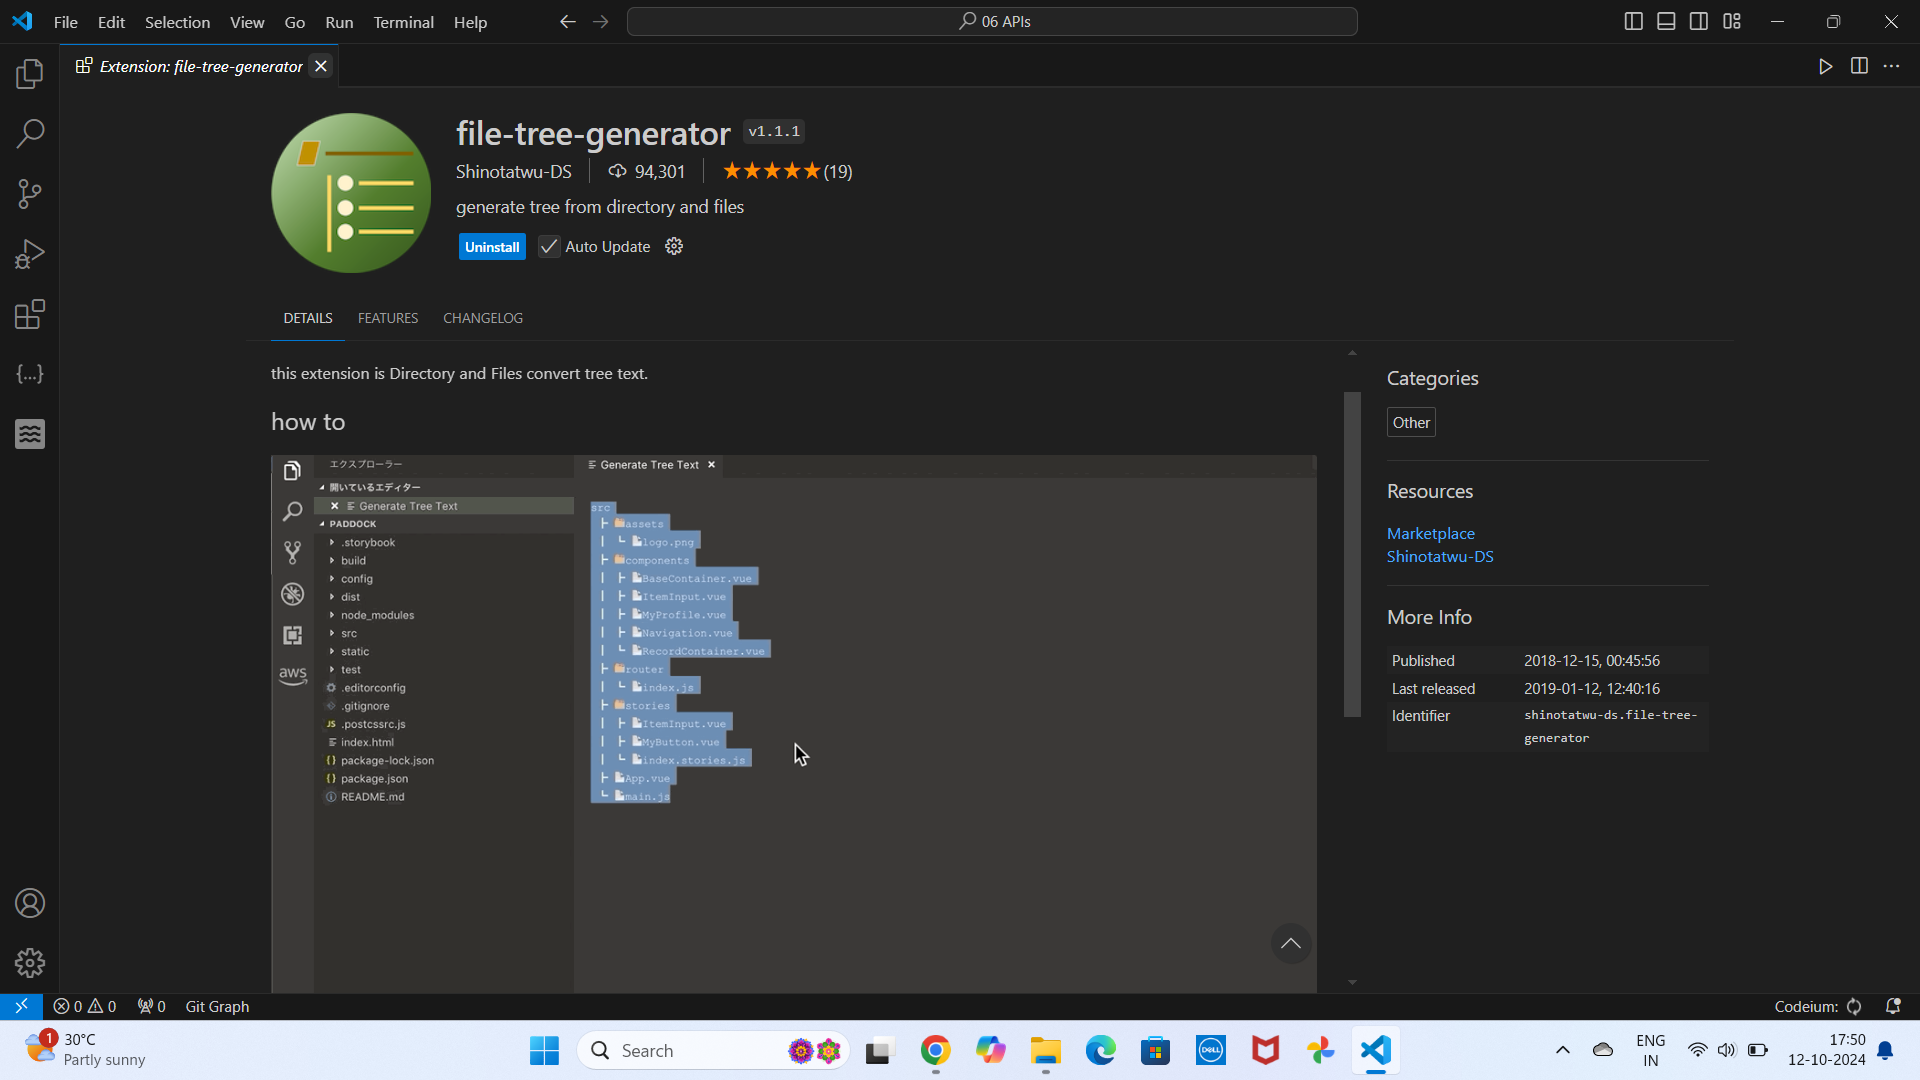 File Edit Selection View Go Run Terminal Help
06 APIs
Extension: file-tree-generator
file-tree-generator v1.1.1
Shinotatwu-DS 94,301 ★★★★★(19)
generate tree from directory and files
Uninstall Auto Update
DETAILS FEATURES CHANGELOG
this extension is Directory and Files convert tree text.
how to
エクスプローラー
開いているエディター
Generate Tree Text
PADDOCK
.storybook
build
config
dist
node_modules
src
static
test
.editorconfig
.gitignore
JS .postcssrc.js
index.html
{} package-lock.json
{} package.json
README.md
aws
Generate Tree Text
src
assets
logo.png
components
BaseContainer.vue
ItemInput.vue
MyProfile.vue
Navigation.vue
RecordContainer.vue
router
index.js
stories
ItemInput.vue
MyButton.vue
index.stories.js
App.vue
main.js
Categories
Other
Resources
Marketplace
Shinotatwu-DS
More Info
Published 2018-12-15, 00:45:56
Last released 2019-01-12, 12:40:16
Identifier shinotatwu-ds.file-tree-
generator
0 0 0 Git Graph
Codeium:
1
30°C
Partly sunny
Search
DELL
ENG
IN
17:50
12-10-2024